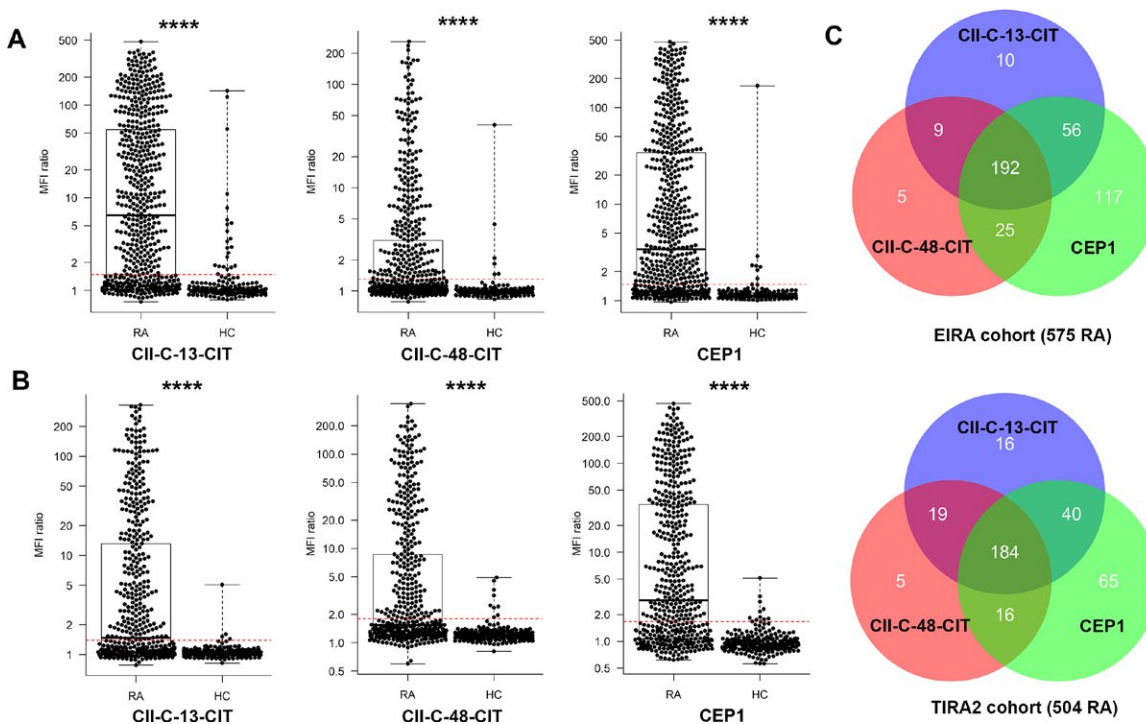 A
****
MFI ratio
500
200
100
50
20
10
5
2
1
RA
HC
CII-C-13-CIT
****
MFI ratio
200
100
50
20
10
5
2
1
RA
HC
CII-C-48-CIT
****
MFI ratio
500
200
100
50
20
10
5
2
1
RA
HC
CEP1
B
****
MFI ratio
200
100
50
20
10
5
2
1
RA
HC
CII-C-13-CIT
****
MFI ratio
200.0
100.0
50.0
20.0
10.0
5.0
2.0
1.0
0.5
RA
HC
CII-C-48-CIT
****
MFI ratio
500.0
200.0
100.0
50.0
20.0
10.0
5.0
2.0
1.0
0.5
RA
HC
CEP1
C
CII-C-13-CIT
10
9
56
192
5
117
25
CII-C-48-CIT
CEP1
EIRA cohort (575 RA)
CII-C-13-CIT
16
19
40
184
5
65
16
CII-C-48-CIT
CEP1
TIRA2 cohort (504 RA)